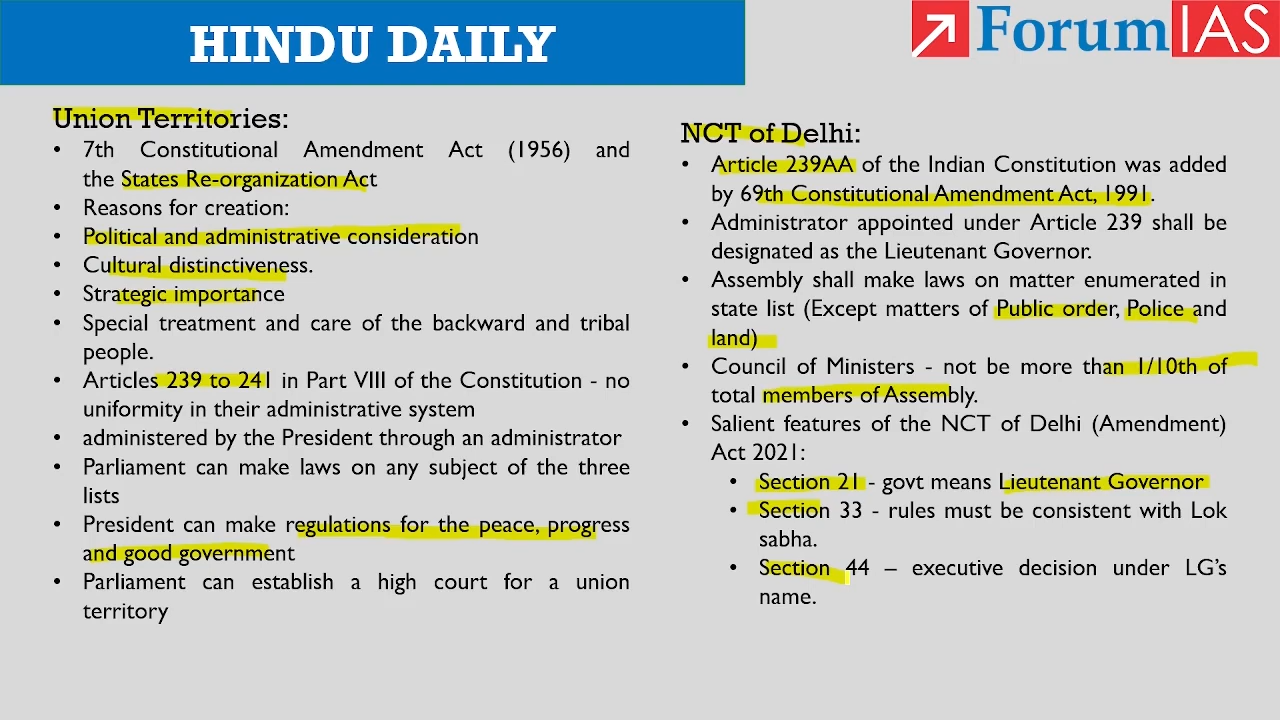 HINDU DAILY
Forum IAS
Union Territories:
• 7th Constitutional Amendment Act (1956) and
the States Re-organization Act
• Reasons for creation:
• Political and administrative consideration
• Cultural distinctiveness.
• Strategic importance
• Special treatment and care of the backward and tribal
people.
• Articles 239 to 241 in Part VIII of the Constitution - no
uniformity in their administrative system
• administered by the President through an administrator
• Parliament can make laws on any subject of the three
lists
• President can make regulations for the peace, progress
and good government
• Parliament can establish a high court for a union
territory
NCT of Delhi:
• Article 239AA of the Indian Constitution was added
by 69th Constitutional Amendment Act, 1991.
• Administrator appointed under Article 239 shall be
designated as the Lieutenant Governor.
• Assembly shall make laws on matter enumerated in
state list (Except matters of Public order, Police and
land)
• Council of Ministers - not be more than 1/10th of
total members of Assembly.
• Salient features of the NCT of Delhi (Amendment)
Act 2021:
• Section 21 - govt means Lieutenant Governor
• Section 33 - rules must be consistent with Lok
sabha.
• Section 44 – executive decision under LG's
name.